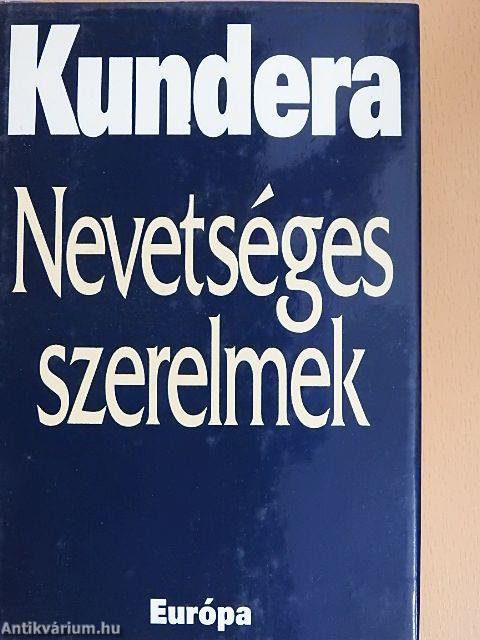 Kundera
Nevetséges
szerelmek
Európa
Antikvárium.hu